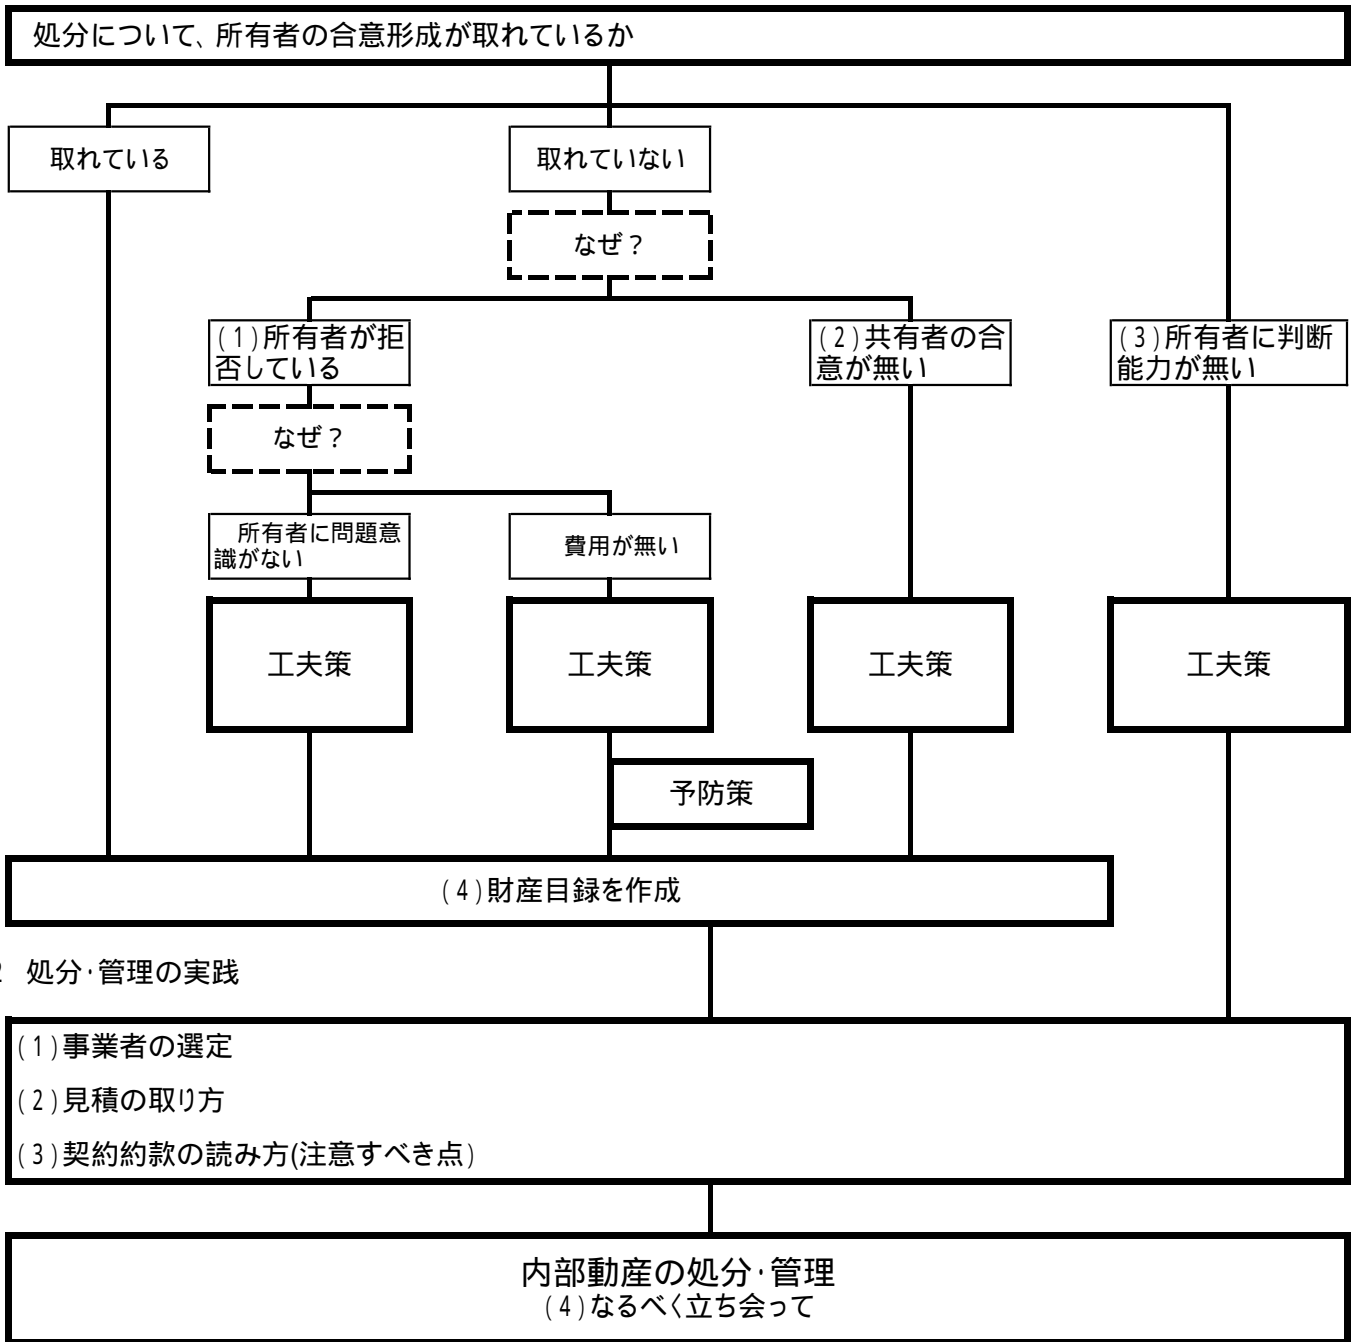 処分について、所有者の合意形成が取れているか
取れている
取れていない
なぜ？
(1)所有者が拒
否している
(2)共有者の合
意が無い
(3)所有者に判断
能力が無い
なぜ？
所有者に問題意
識がない
費用が無い
工夫策
工夫策
工夫策
工夫策
予防策
(4)財産目録を作成
処分・管理の実践
(1)事業者の選定
(2)見積の取り方
(3)契約約款の読み方(注意すべき点)
内部動産の処分・管理
(4)なるべく立ち会って